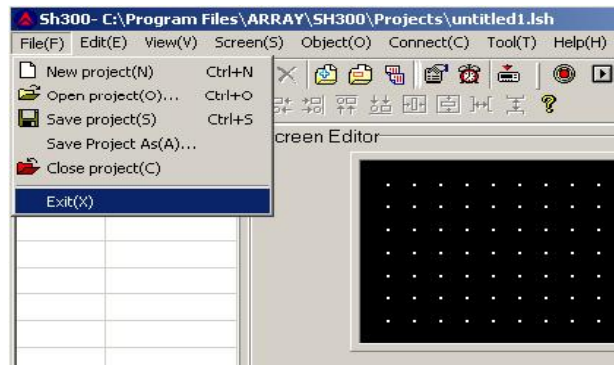 Sh300- C:\Program Files\ARRAY\SH300\Projects\untitled1.lsh
File(F) Edit(E) View(V) Screen(S) Object(O) Connect(C) Tool(T) Help(H)
New project(N) Ctrl+N
Open project(O)... Ctrl+O
Save project(S) Ctrl+S
Save Project As(A)...
Close project(C)
Exit(X)
creen Editor